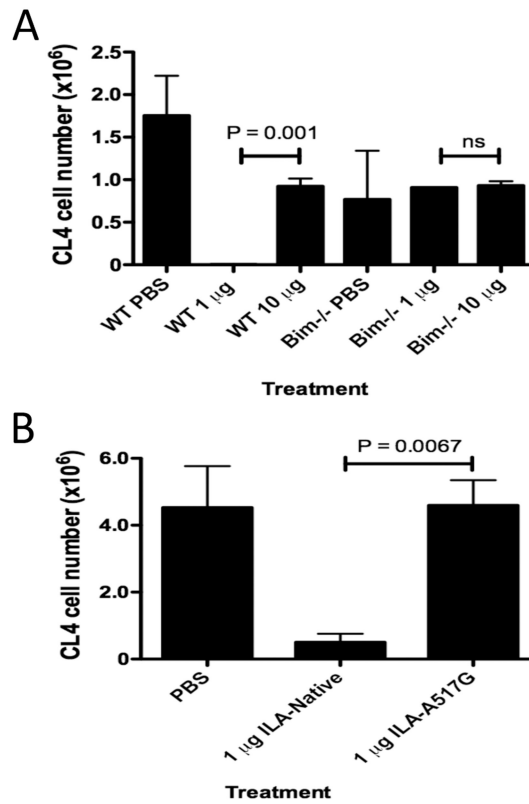 A
CL4 cell number (x10⁶)
2.5
2.0
1.5
1.0
0.5
0
P = 0.001
ns
WT PBS
WT 1 μg
WT 10 μg
Bim-/- PBS
Bim-/- 1 μg
Bim-/- 10 μg
Treatment
B
CL4 cell number (x10⁶)
6.0
4.0
2.0
0
P = 0.0067
PBS
1 μg ILA-Native
1 μg ILA-A517G
Treatment